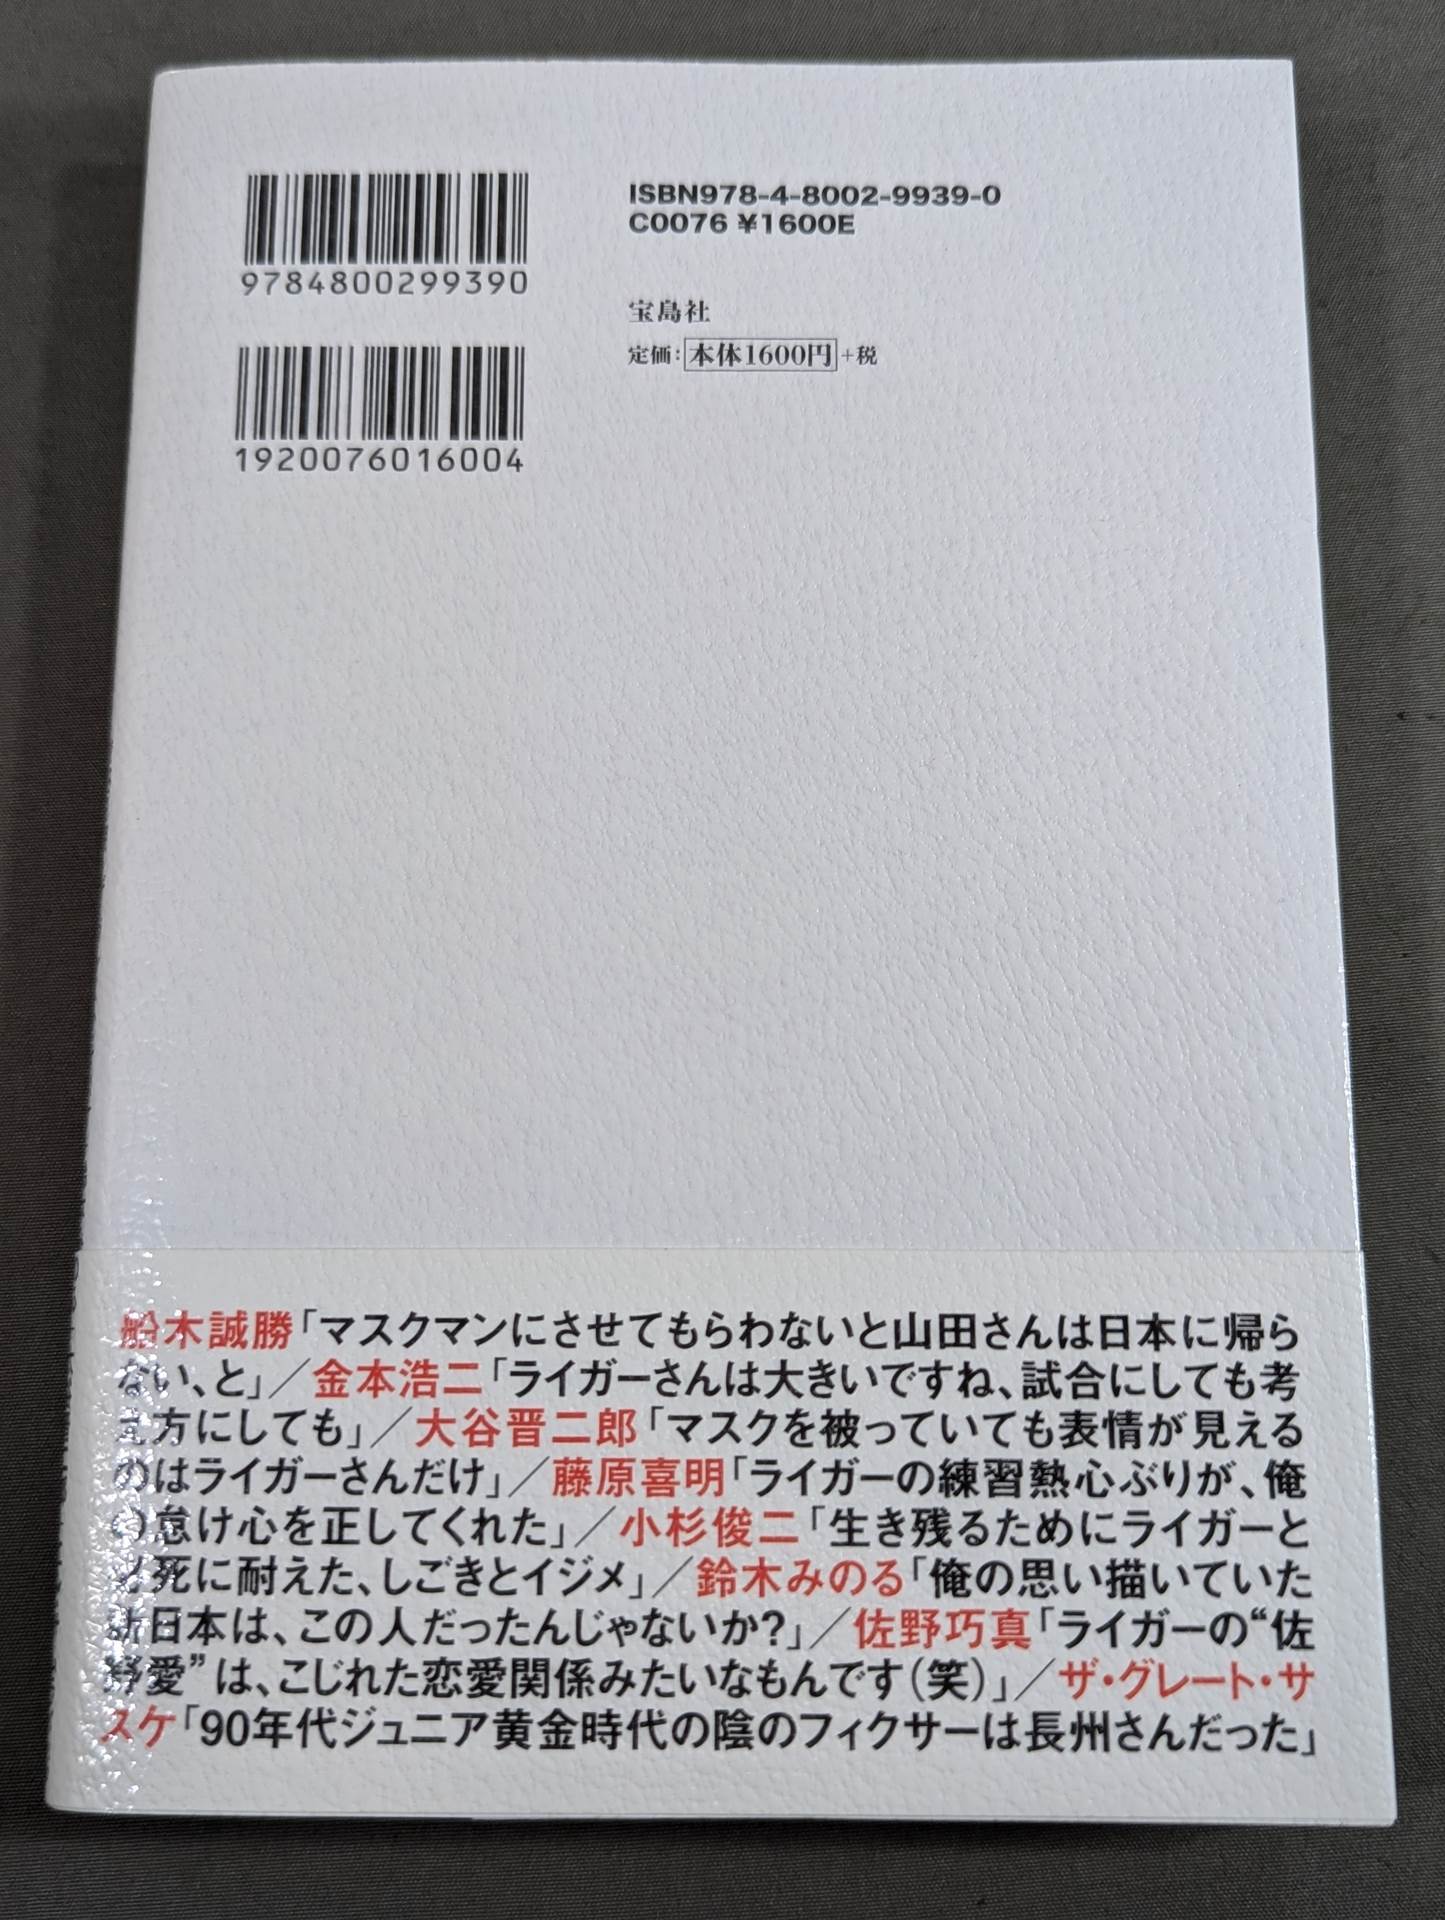 9784800299390
ISBN978-4-8002-9939-0
C0076 ¥1600E
宝島社
定価：本体1600円+税
1920076016004
船木誠勝「マスクマンにさせてもらわないと山田さんは日本に帰ら
ない、と」／金本浩二「ライガーさんは大きいですね、試合にしても考
え方にしても」／大谷晋二郎「マスクを被っていても表情が見える
のはライガーさんだけ」／藤原喜明「ライガーの練習熱心ぶりが、俺
の怠け心を正してくれた」／小杉俊二「生き残るためにライガーと
必死に耐えた、しごきとイジメ」／鈴木みのる「俺の思い描いていた
新日本は、この人だったんじゃないか？」／佐野巧真「ライガーの“佐
野愛”は、こじれた恋愛関係みたいなもんです（笑）」／ザ・グレート・サ
スケ「90年代ジュニア黄金時代の陰のフィクサーは長州さんだった」